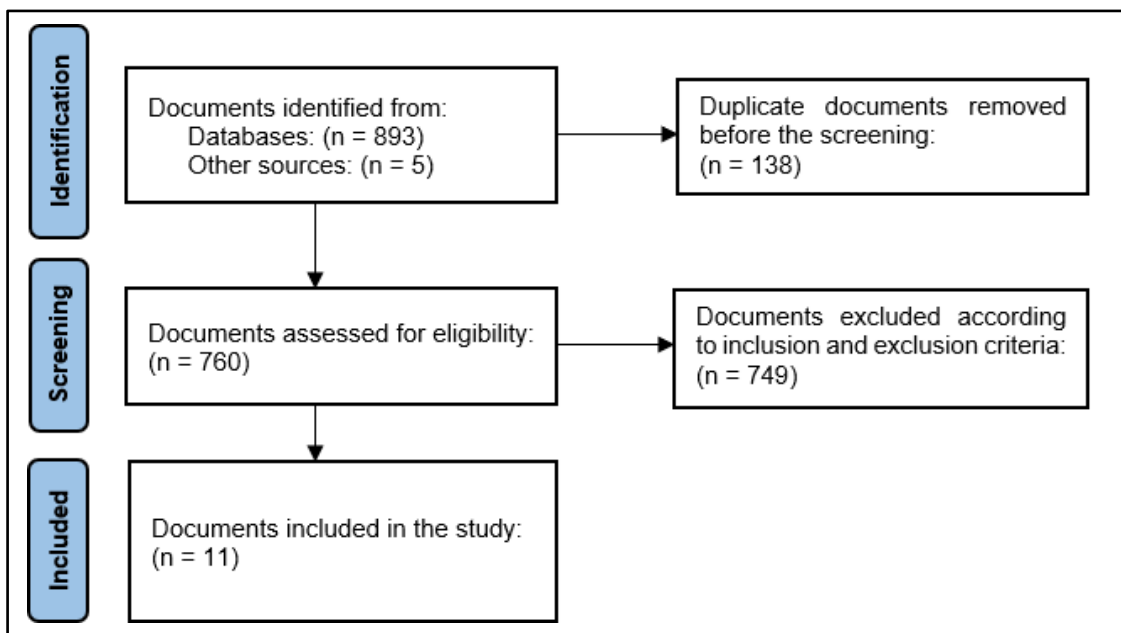 Identification
Documents identified from:
Databases: (n = 893)
Other sources: (n = 5)
Duplicate documents removed
before the screening:
(n = 138)
Screening
Documents assessed for eligibility:
(n = 760)
Documents excluded according
to inclusion and exclusion criteria:
(n = 749)
Included
Documents included in the study:
(n = 11)